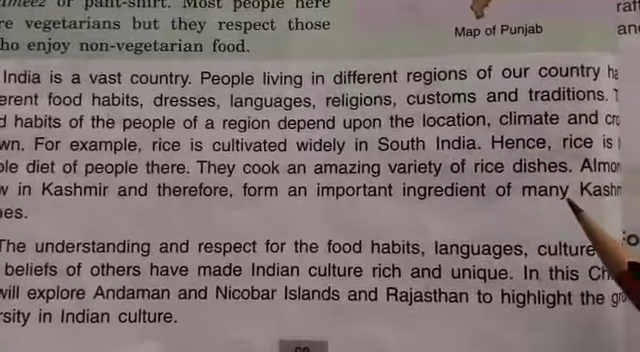 or pant-shirt. Most people here
re vegetarians but they respect those
ho enjoy non-vegetarian food.
Map of Punjab
India is a vast country. People living in different regions of our country ha
erent food habits, dresses, languages, religions, customs and traditions. T
d habits of the people of a region depend upon the location, climate and cro
wn. For example, rice is cultivated widely in South India. Hence, rice is
ple diet of people there. They cook an amazing variety of rice dishes. Almon
w in Kashmir and therefore, form an important ingredient of many Kashm
es.
The understanding and respect for the food habits, languages, culture
beliefs of others have made Indian culture rich and unique. In this Ch
will explore Andaman and Nicobar Islands and Rajasthan to highlight the gr
rsity in Indian culture.